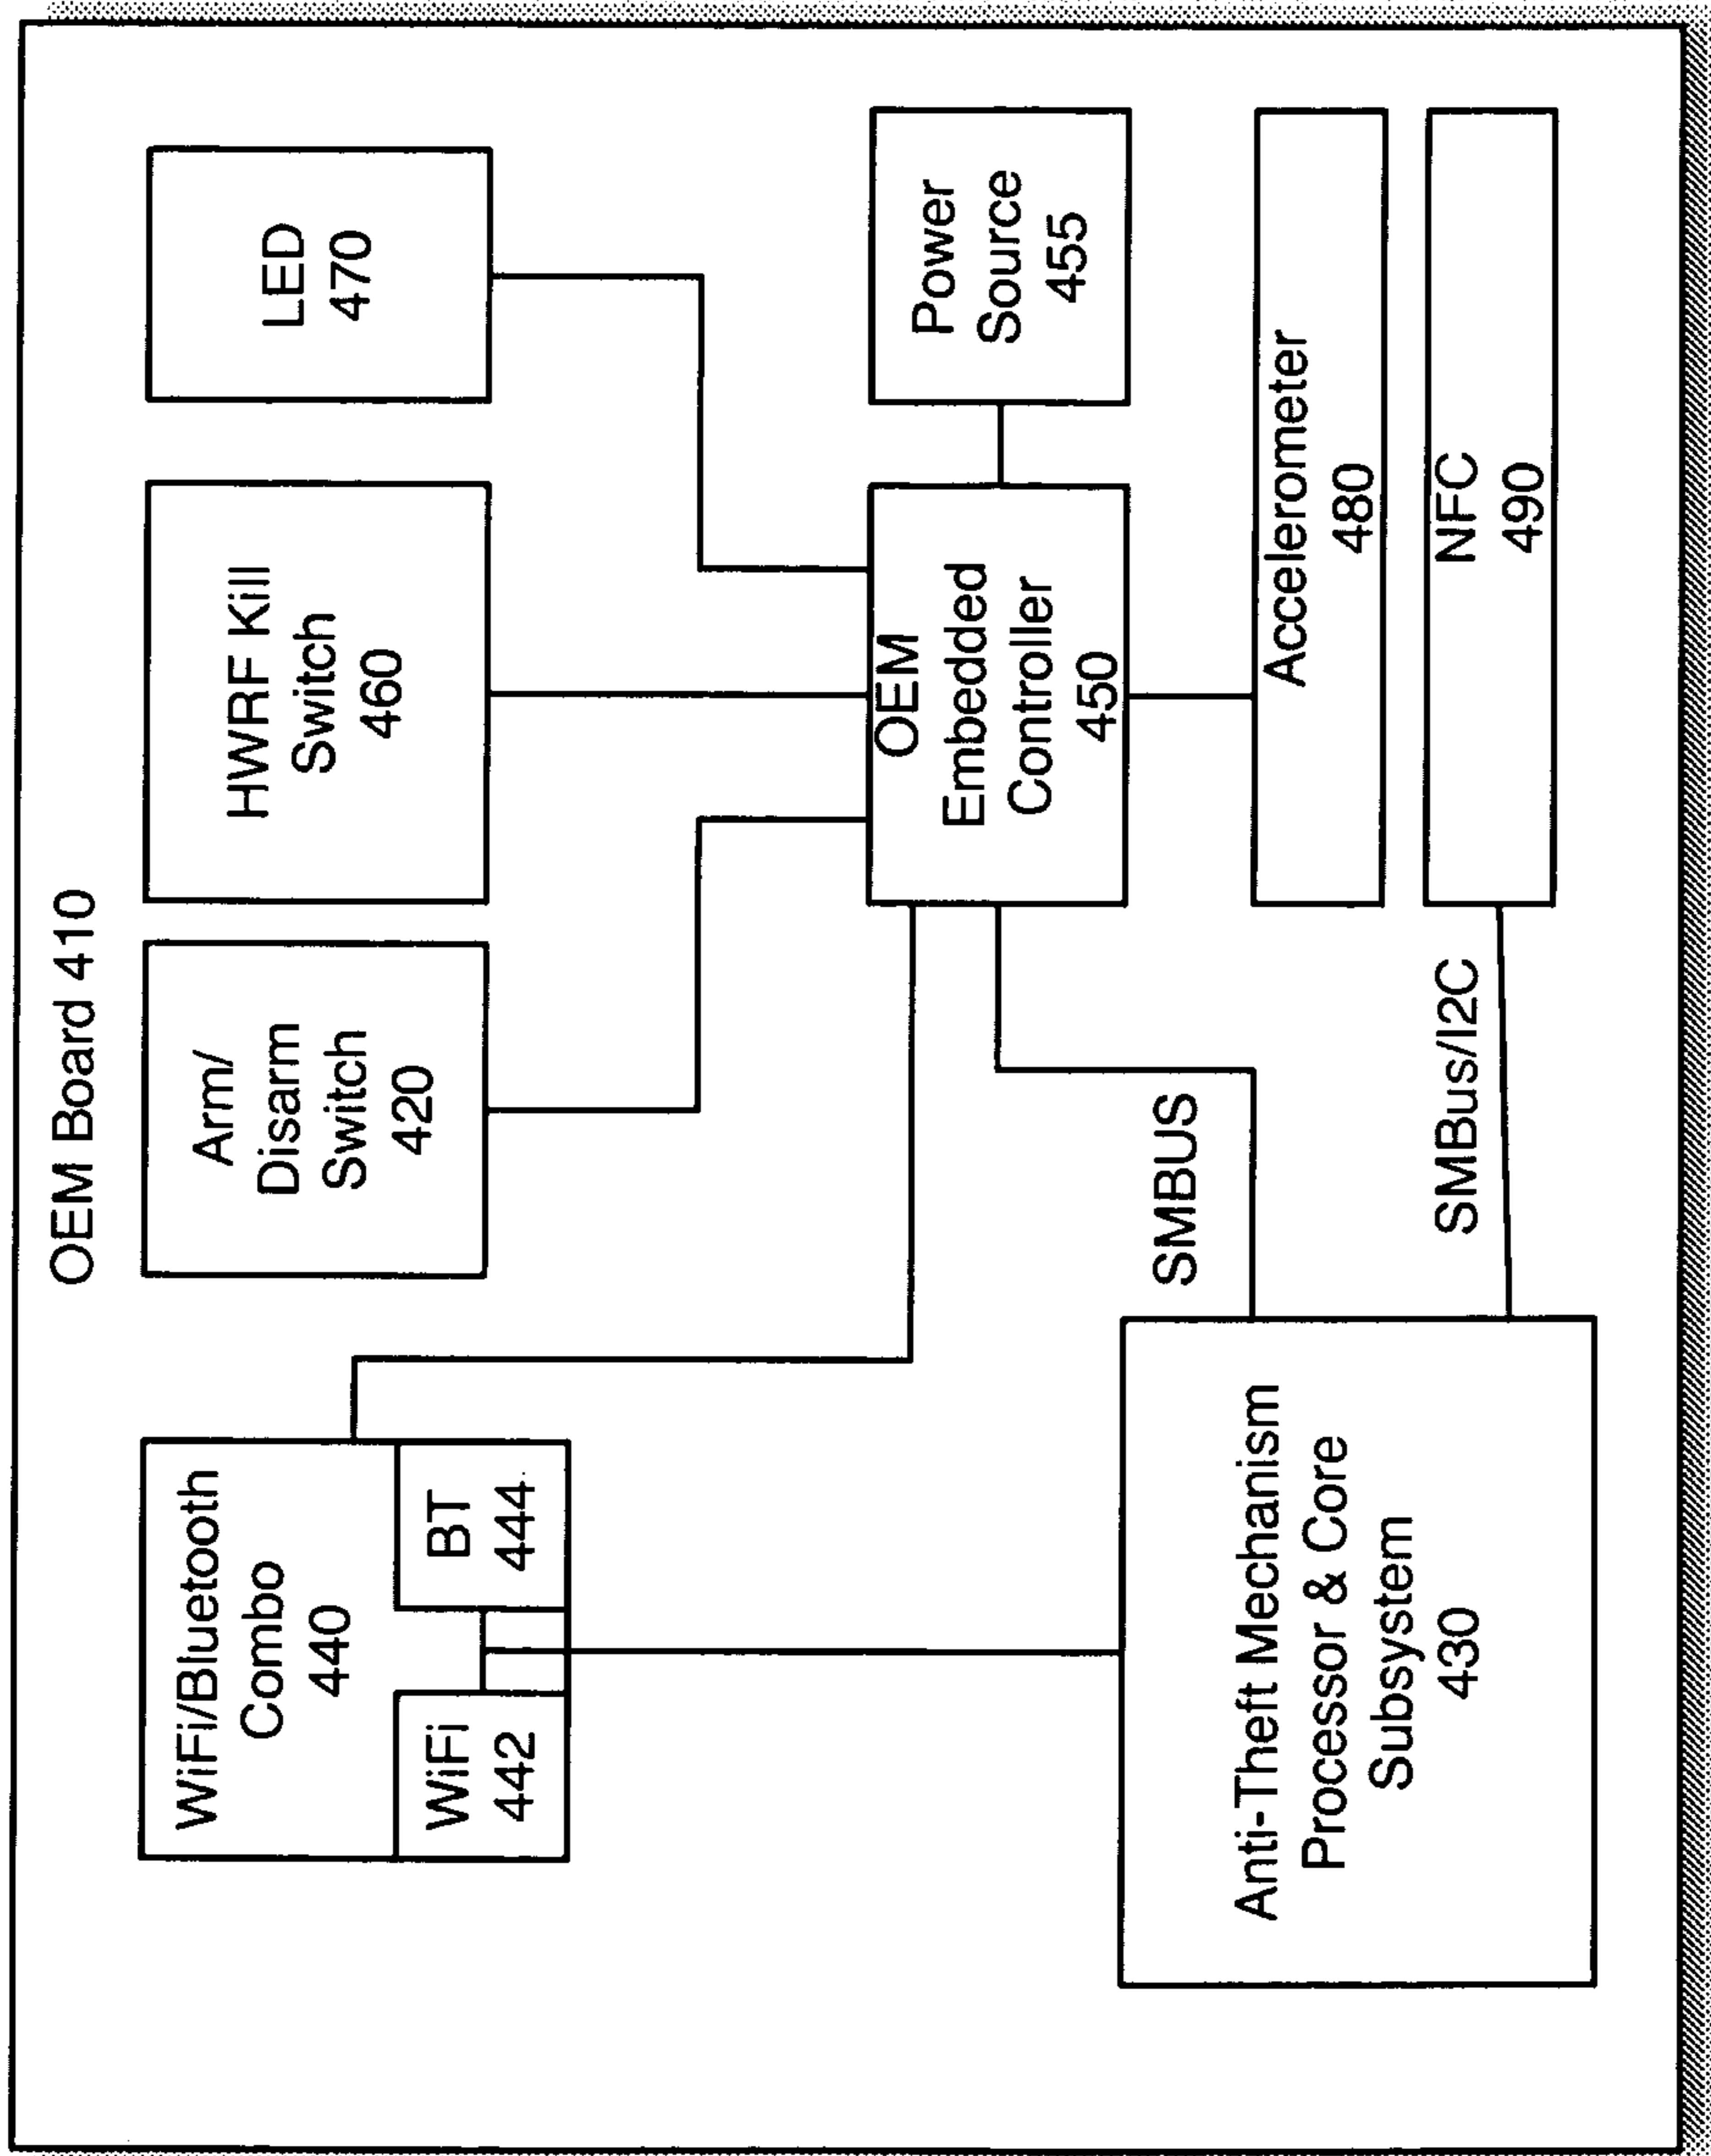 OEM Board 410
WiFi/Bluetooth
Combo
440
WiFi
442
BT
444
Arm/
Disarm
Switch
420
HWRF Kill
Switch
460
LED
470
OEM
Embedded
Controller
450
Power
Source
455
SMBUS
Anti-Theft Mechanism
Processor & Core
Subsystem
430
SMBus/I2C
Accelerometer
480
NFC
490